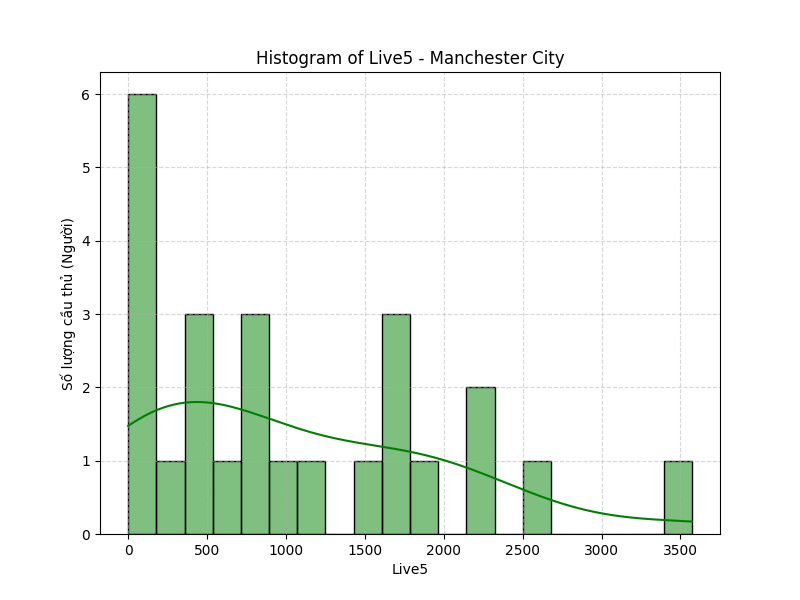 Histogram of Live5 - Manchester City
6
5
4
3
2
1
0
Số lượng cầu thủ (Người)
0 500 1000 1500 2000 2500 3000 3500
Live5